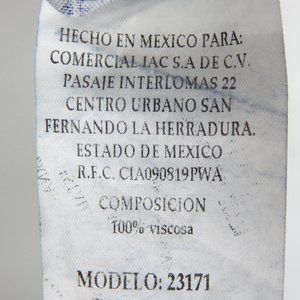 HECHO EN MEXICO PARA:
COMERCIAL IAC S.A DE C.V.
PASAJE INTERLOMAS 22
CENTRO URBANO SAN
FERNANDO LA HERRADURA.
ESTADO DE MEXICO
R.F.C. CIA090819PWA
COMPOSICION
100% viscosa
MODELO: 23171